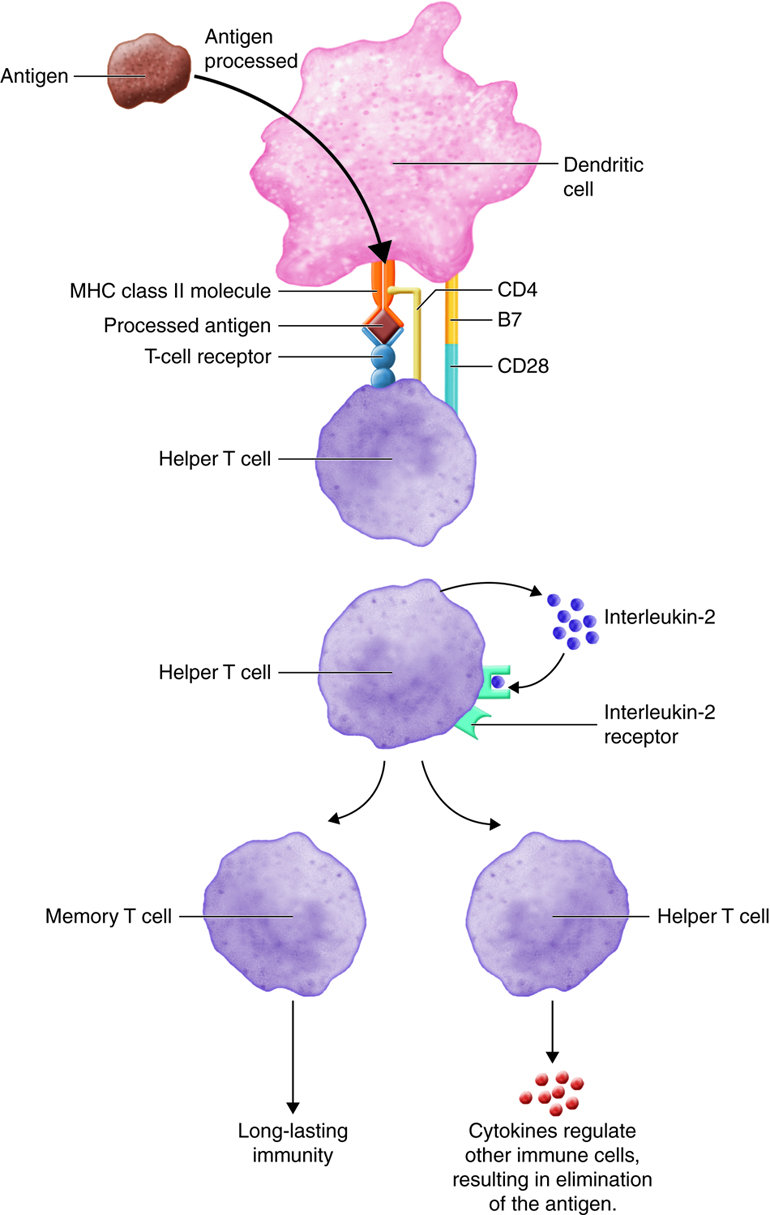 Antigen
processed
Antigen
Dendritic
cell
MHC class II molecule
CD4
Processed antigen
B7
T-cell receptor
CD28
Helper T cell
Interleukin-2
Helper T cell
Interleukin-2
receptor
Memory T cell
Helper T cell
Long-lasting
immunity
Cytokines regulate
other immune cells,
resulting in elimination
of the antigen.